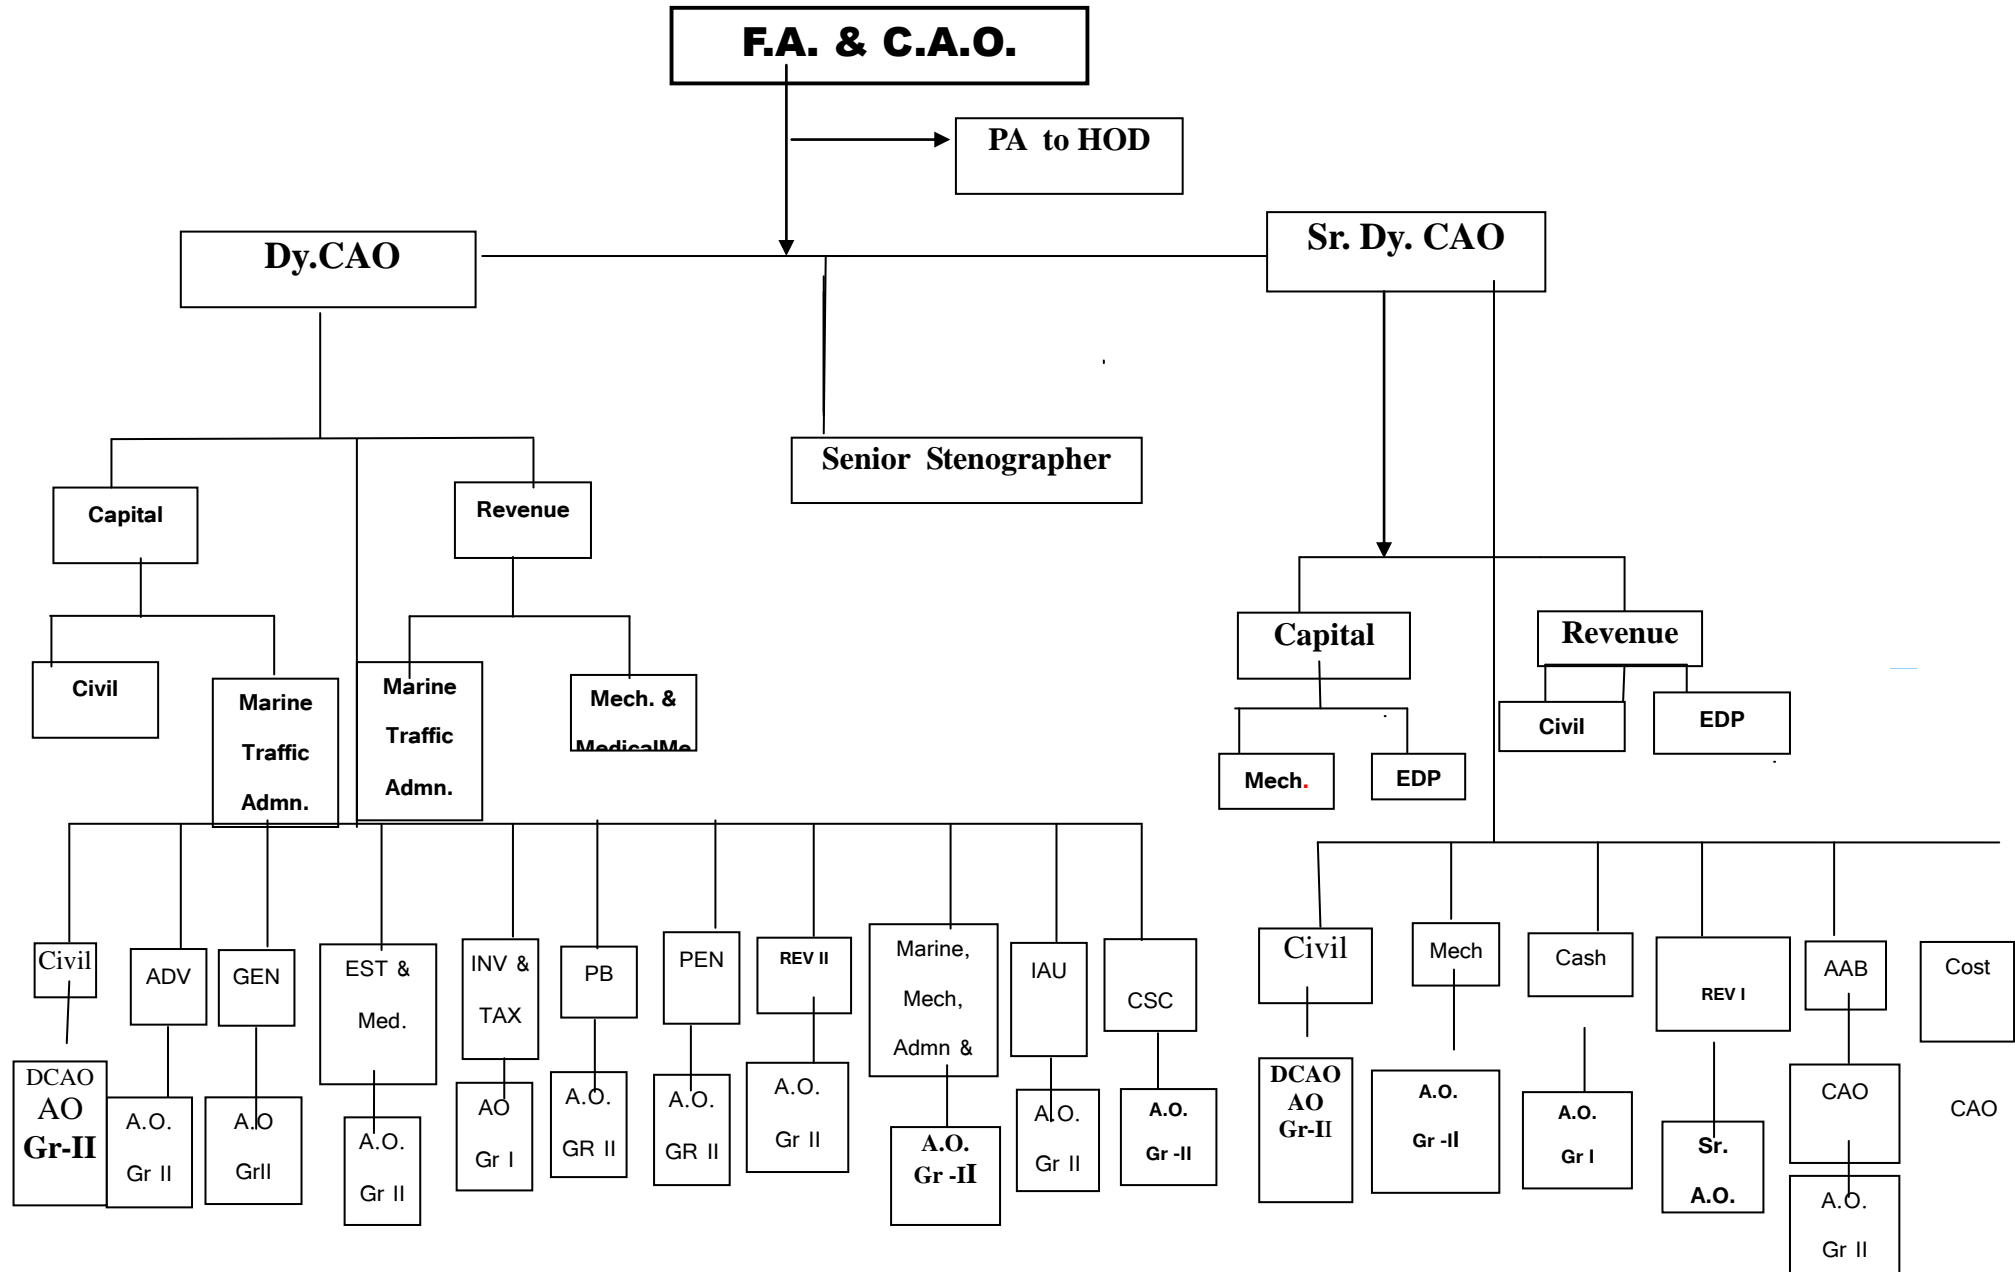 F.A. & C.A.O.
PA to HOD
Dy.CAO
Sr. Dy. CAO
Senior Stenographer
Capital
Revenue
Civil
Marine
Traffic
Admn.
Marine
Traffic
Admn.
Mech. &
MedicalMe
Capital
Revenue
Mech.
EDP
Civil
EDP
Civil
ADV
GEN
EST &
Med.
INV &
TAX
PB
PEN
REV II
Marine,
Mech,
Admn &
IAU
CSC
Civil
Mech
Cash
REV I
AAB
Cost
DCAO
AO
Gr-II
A.O.
Gr II
A.O
GrII
A.O.
Gr II
AO
Gr I
A.O.
GR II
A.O.
GR II
A.O.
Gr II
A.O.
Gr -II
A.O.
Gr II
A.O.
Gr -II
DCAO
AO
Gr-II
A.O.
Gr -II
A.O.
Gr I
Sr.
A.O.
CAO
A.O.
Gr II
CAO